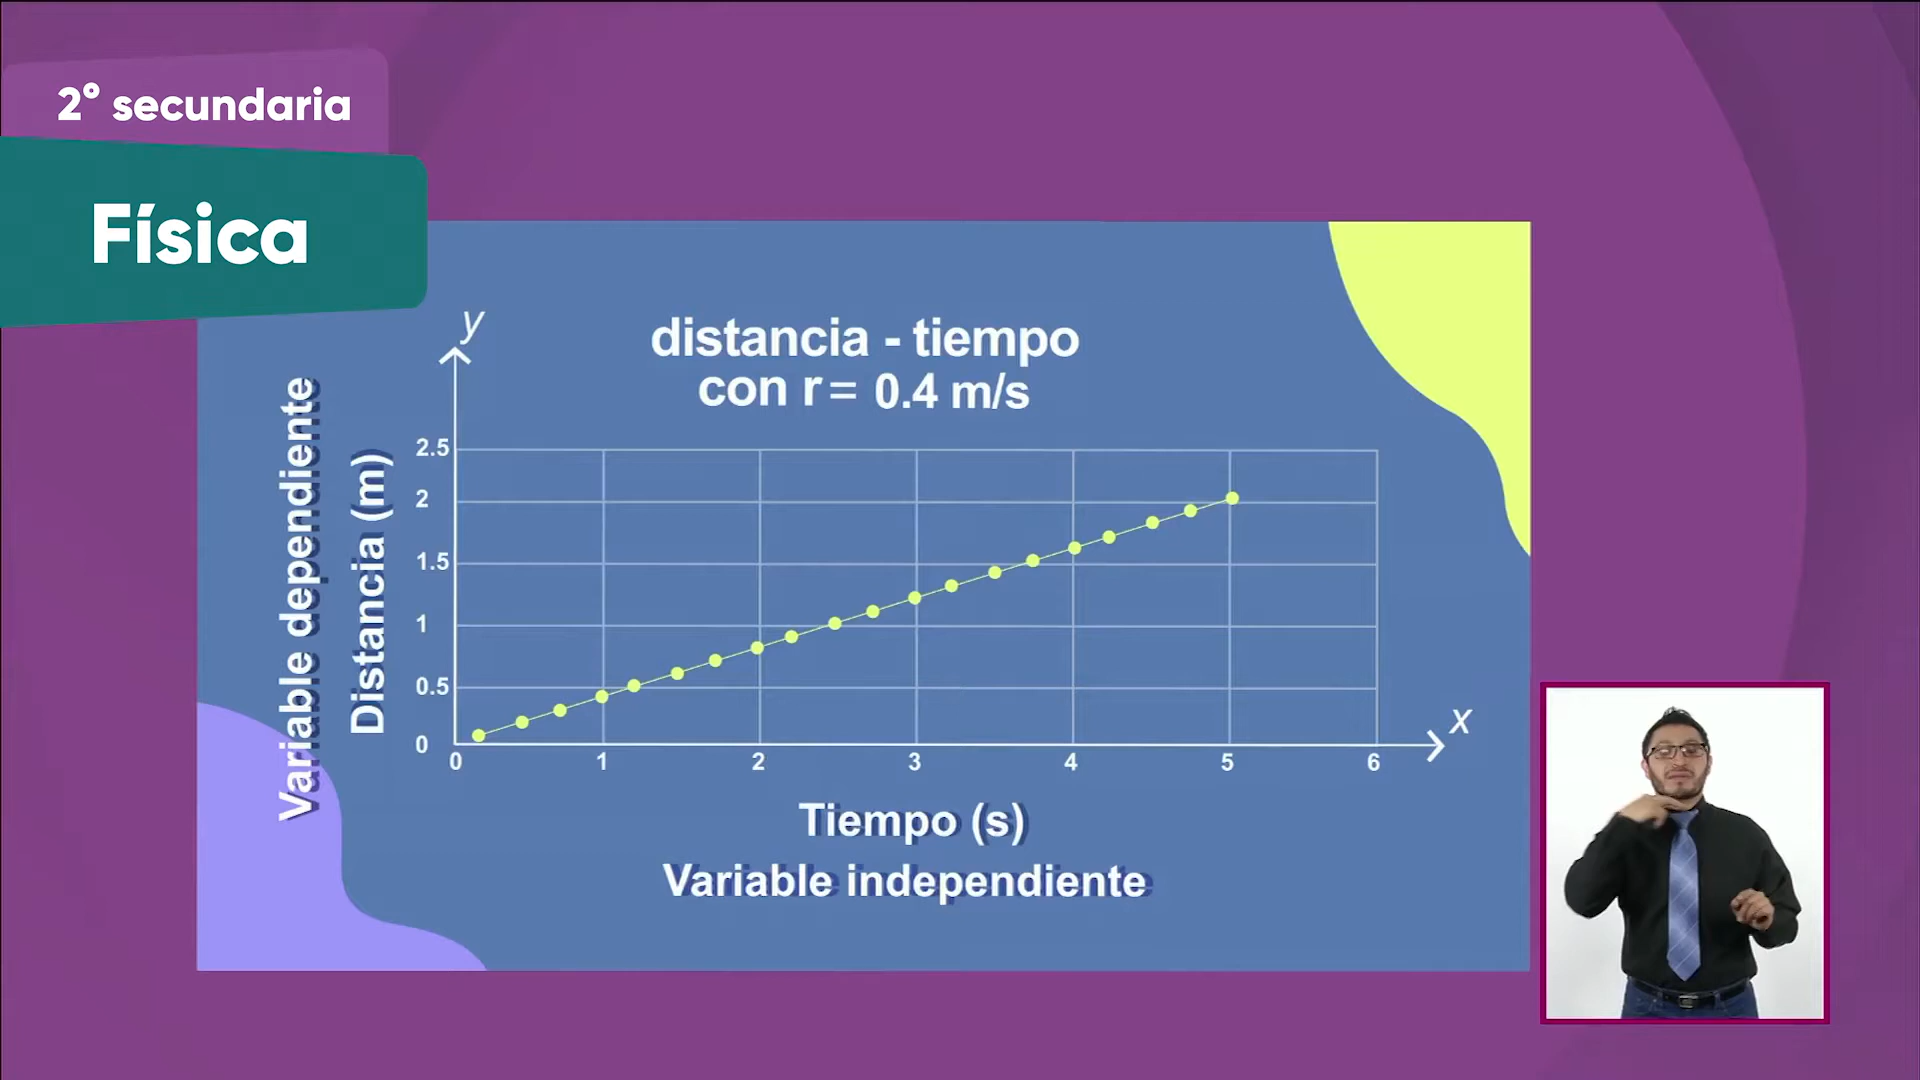 2° secundaria
Física
y
distancia - tiempo
con r = 0.4 m/s
Variable dependiente
Distancia (m)
2.5
2
1.5
1
0.5
0
0 1 2 3 4 5 6
x
Tiempo (s)
Variable independiente